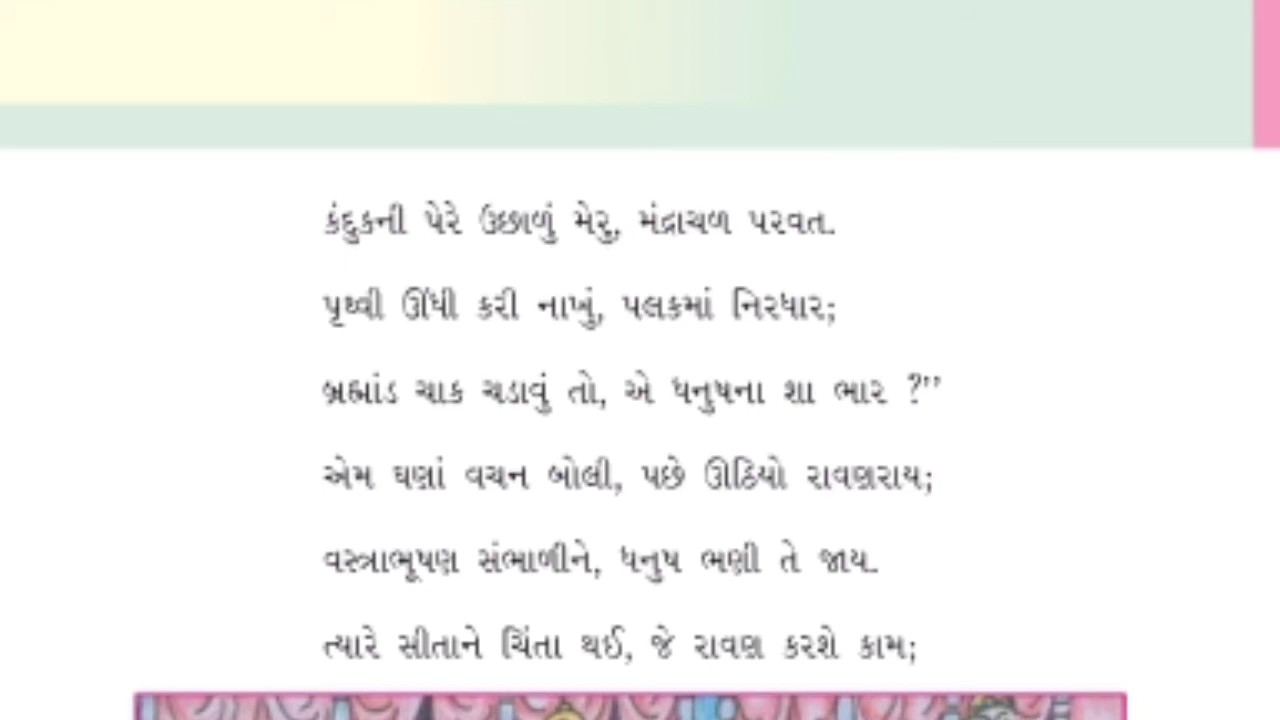 કંદુકની પેરે ઉછાળું મેરુ, મંદ્રાચળ પરવત.
પૃથ્વી ઊંધી કરી નાખું, પલકમાં નિરધાર;
બ્રહ્માંડ ચાક ચડાવું તો, એ ધનુષના શા ભાર ?’’
એમ ઘણાં વચન બોલી, પછે ઊઠિયો રાવણરાય;
વસ્ત્રાભૂષણ સંભાળીને, ધનુષ ભણી તે જાય.
ત્યારે સીતાને ચિંતા થઈ, જે રાવણ કરશે કામ;